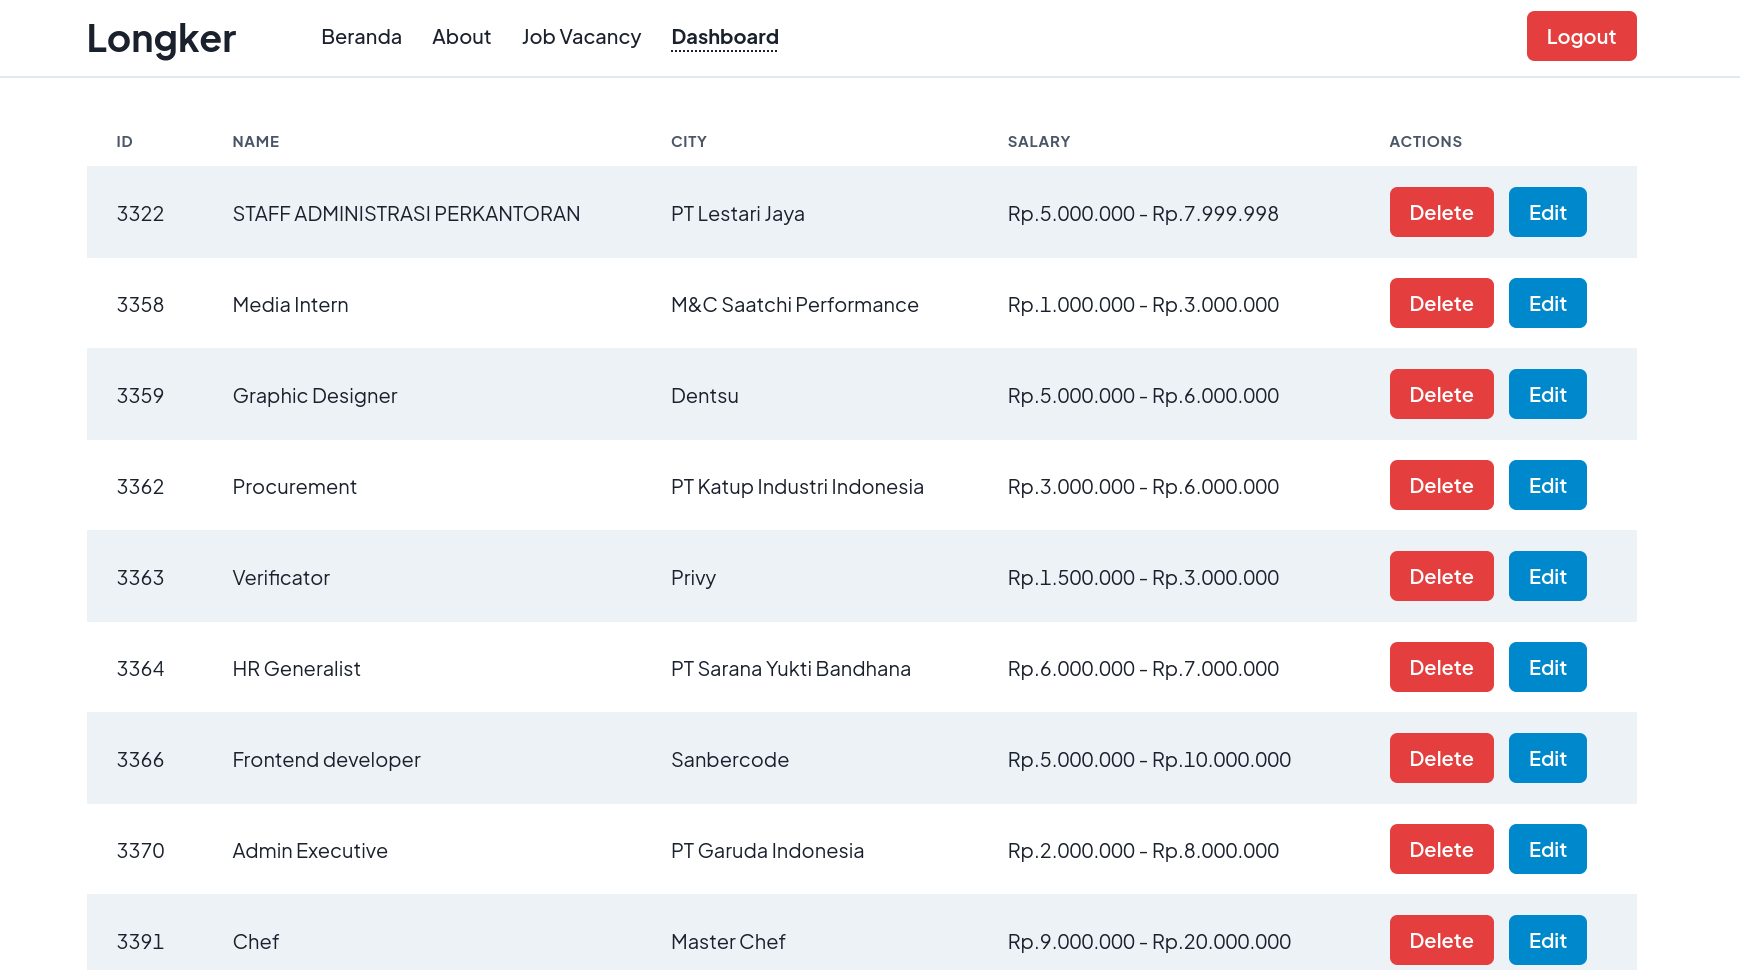 Longker Beranda About Job Vacancy Dashboard Logout
ID NAME CITY SALARY ACTIONS
3322 STAFF ADMINISTRASI PERKANTORAN PT Lestari Jaya Rp.5.000.000 - Rp.7.999.998 Delete Edit
3358 Media Intern M&C Saatchi Performance Rp.1.000.000 - Rp.3.000.000 Delete Edit
3359 Graphic Designer Dentsu Rp.5.000.000 - Rp.6.000.000 Delete Edit
3362 Procurement PT Katup Industri Indonesia Rp.3.000.000 - Rp.6.000.000 Delete Edit
3363 Verificator Privy Rp.1.500.000 - Rp.3.000.000 Delete Edit
3364 HR Generalist PT Sarana Yukti Bandhana Rp.6.000.000 - Rp.7.000.000 Delete Edit
3366 Frontend developer Sanbercode Rp.5.000.000 - Rp.10.000.000 Delete Edit
3370 Admin Executive PT Garuda Indonesia Rp.2.000.000 - Rp.8.000.000 Delete Edit
3391 Chef Master Chef Rp.9.000.000 - Rp.20.000.000 Delete Edit